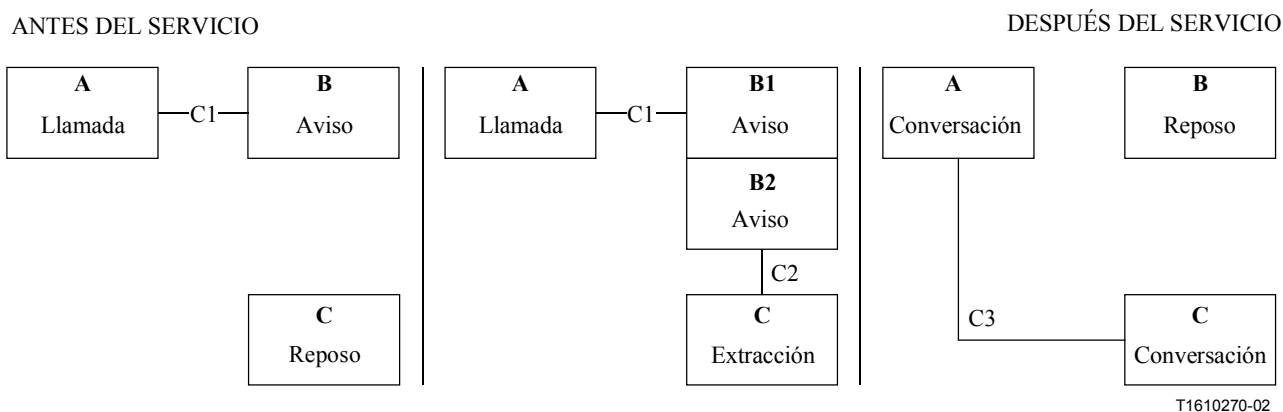 ANTES DEL SERVICIO
DESPUÉS DEL SERVICIO
A
Llamada
C1
B
Aviso
C
Reposo
A
Llamada
C1
B1
Aviso
B2
Aviso
C2
C
Extracción
A
Conversación
B
Reposo
C3
C
Conversación
T1610270-02